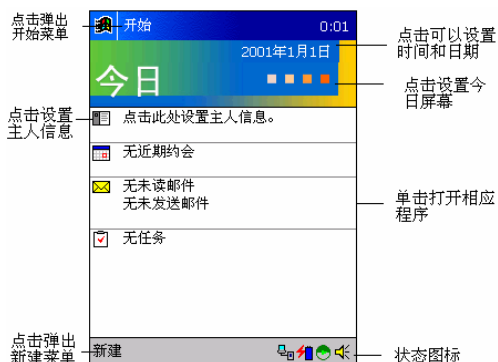 点击弹出
开始菜单
开始
0:01
2001年1月1日
今日
点击可以设置
时间和日期
点击设置今
日屏幕
点击设置
主人信息
点击此处设置主人信息。
无近期约会
无未读邮件
无未发送邮件
单击打开相应
程序
无任务
点击弹出
新建菜单
新建
状态图标